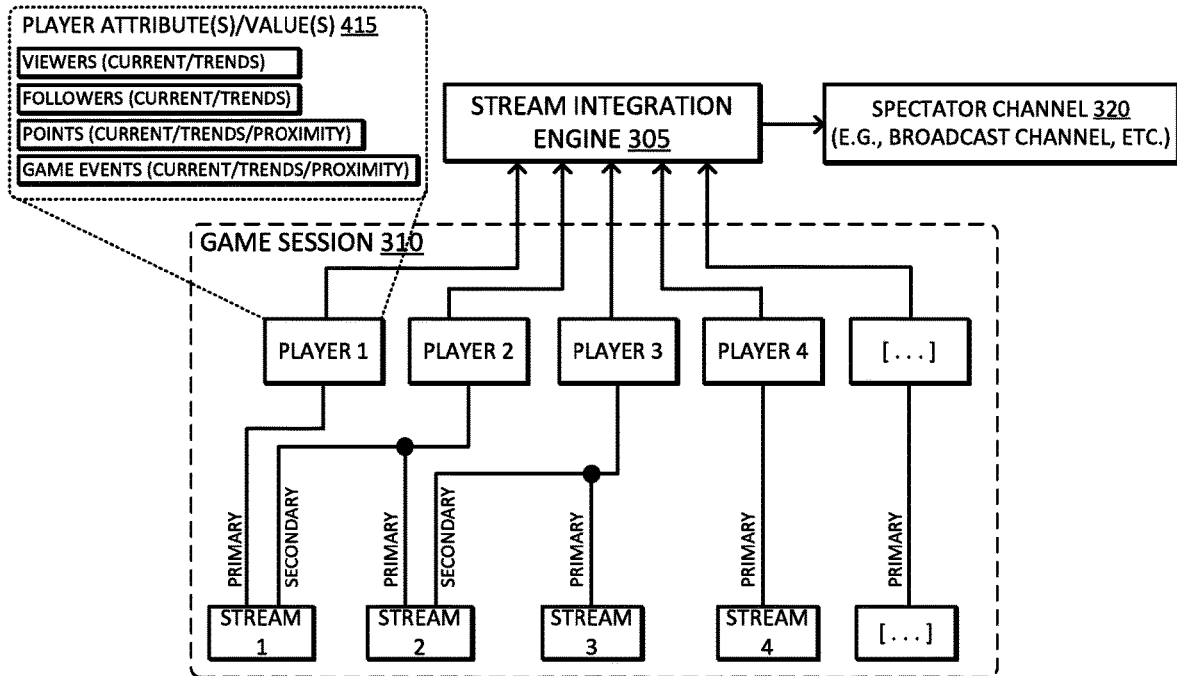 PLAYER ATTRIBUTE(S)/VALUE(S) 415
VIEWERS (CURRENT/TRENDS)
FOLLOWERS (CURRENT/TRENDS)
POINTS (CURRENT/TRENDS/PROXIMITY)
GAME EVENTS (CURRENT/TRENDS/PROXIMITY)
STREAM INTEGRATION
ENGINE 305
SPECTATOR CHANNEL 320
(E.G., BROADCAST CHANNEL, ETC.)
GAME SESSION 310
PLAYER 1
PLAYER 2
PLAYER 3
PLAYER 4
[...]
PRIMARY
SECONDARY
PRIMARY
SECONDARY
PRIMARY
PRIMARY
PRIMARY
STREAM
1
STREAM
2
STREAM
3
STREAM
4
[...]